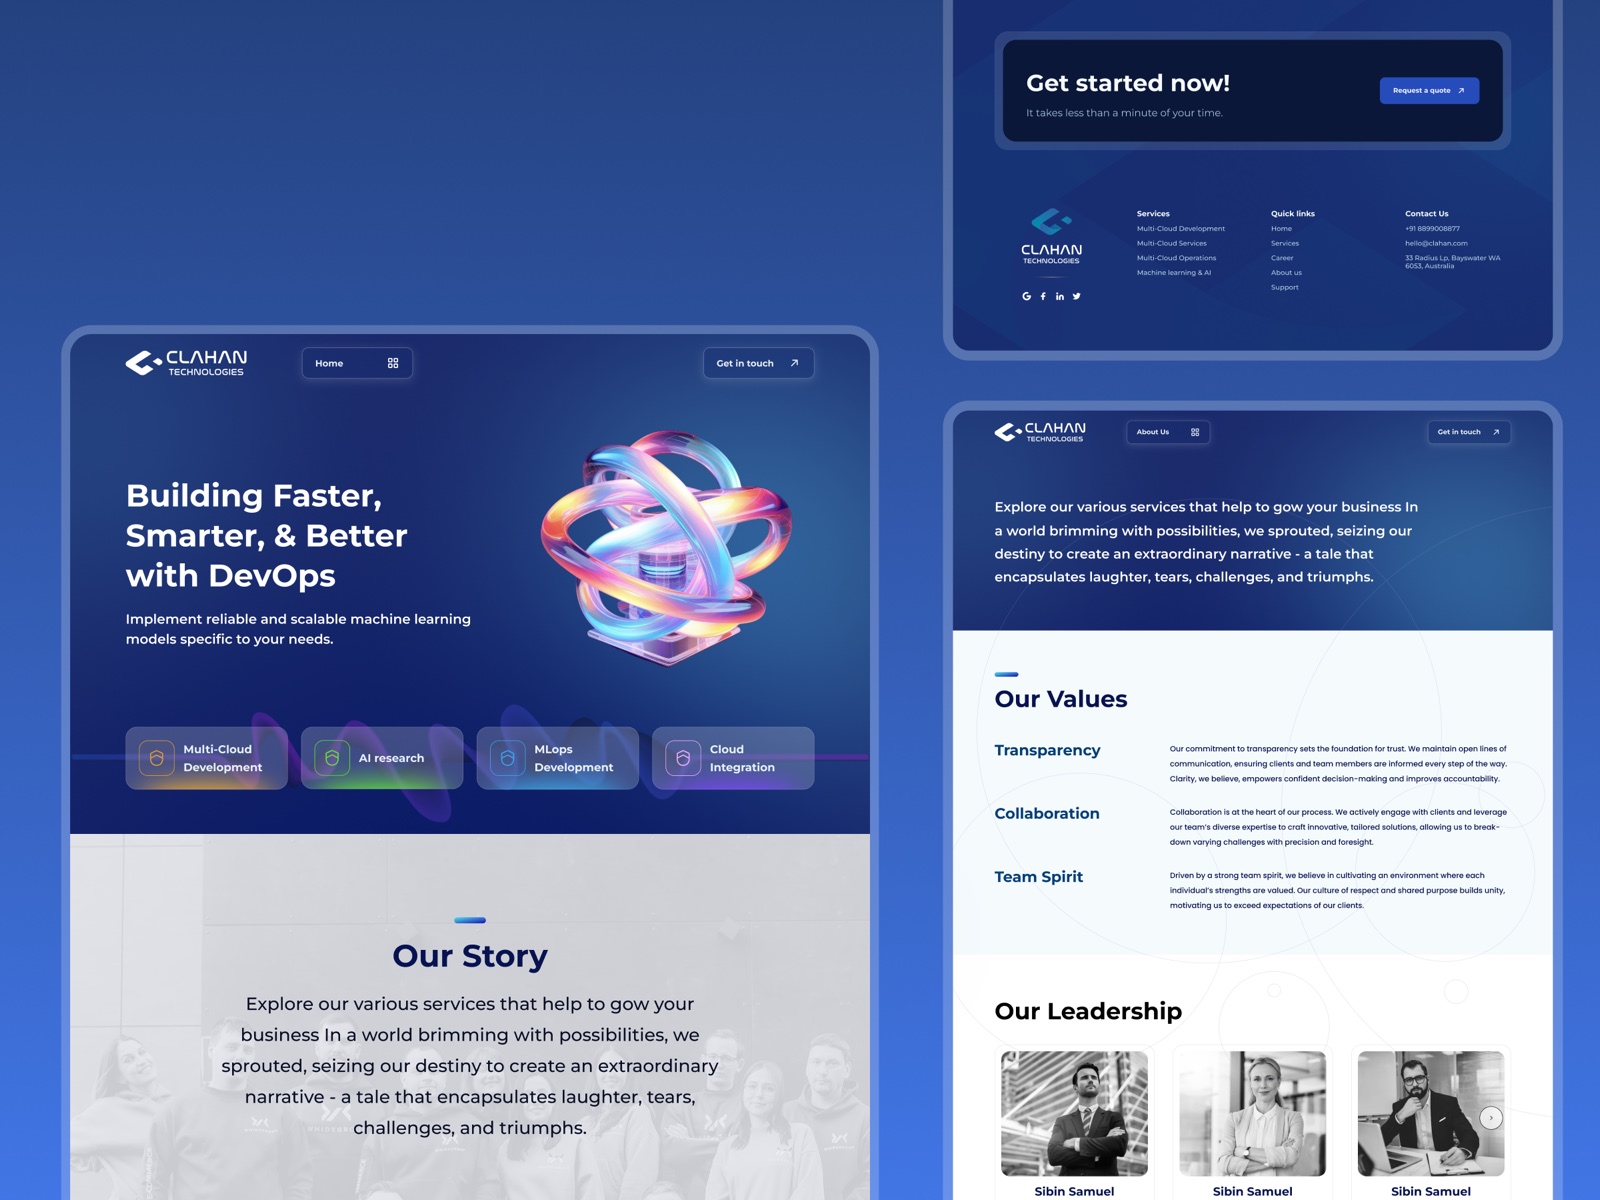 CLAHAN
TECHNOLOGIES
Home
Get in touch
Building Faster,
Smarter, & Better
with DevOps
Implement reliable and scalable machine learning
models specific to your needs.
Multi-Cloud
Development
AI research
MLops
Development
Cloud
Integration
Our Story
Explore our various services that help to gow your
business In a world brimming with possibilities, we
sprouted, seizing our destiny to create an extraordinary
narrative - a tale that encapsulates laughter, tears,
challenges, and triumphs.
Get started now!
It takes less than a minute of your time.
Request a quote
CLAHAN
TECHNOLOGIES
Services
Multi-Cloud Development
Multi-Cloud Services
Multi-Cloud Operations
Machine learning & AI
Quick links
Home
Services
Career
About us
Support
Contact Us
+91 8899008877
hello@clahan.com
33 Radius Lp, Bayswater WA
6053, Australia
CLAHAN
TECHNOLOGIES
About Us
Get in touch
Explore our various services that help to gow your business In
a world brimming with possibilities, we sprouted, seizing our
destiny to create an extraordinary narrative - a tale that
encapsulates laughter, tears, challenges, and triumphs.
Our Values
Transparency
Our commitment to transparency sets the foundation for trust. We maintain open lines of
communication, ensuring clients and team members are informed every step of the way.
Clarity, we believe, empowers confident decision-making and improves accountability.
Collaboration
Collaboration is at the heart of our process. We actively engage with clients and leverage
our team's diverse expertise to craft innovative, tailored solutions, allowing us to break-
down varying challenges with precision and foresight.
Team Spirit
Driven by a strong team spirit, we believe in cultivating an environment where each
individual's strengths are valued. Our culture of respect and shared purpose builds unity,
motivating us to exceed expectations of our clients.
Our Leadership
Sibin Samuel
Sibin Samuel
Sibin Samuel